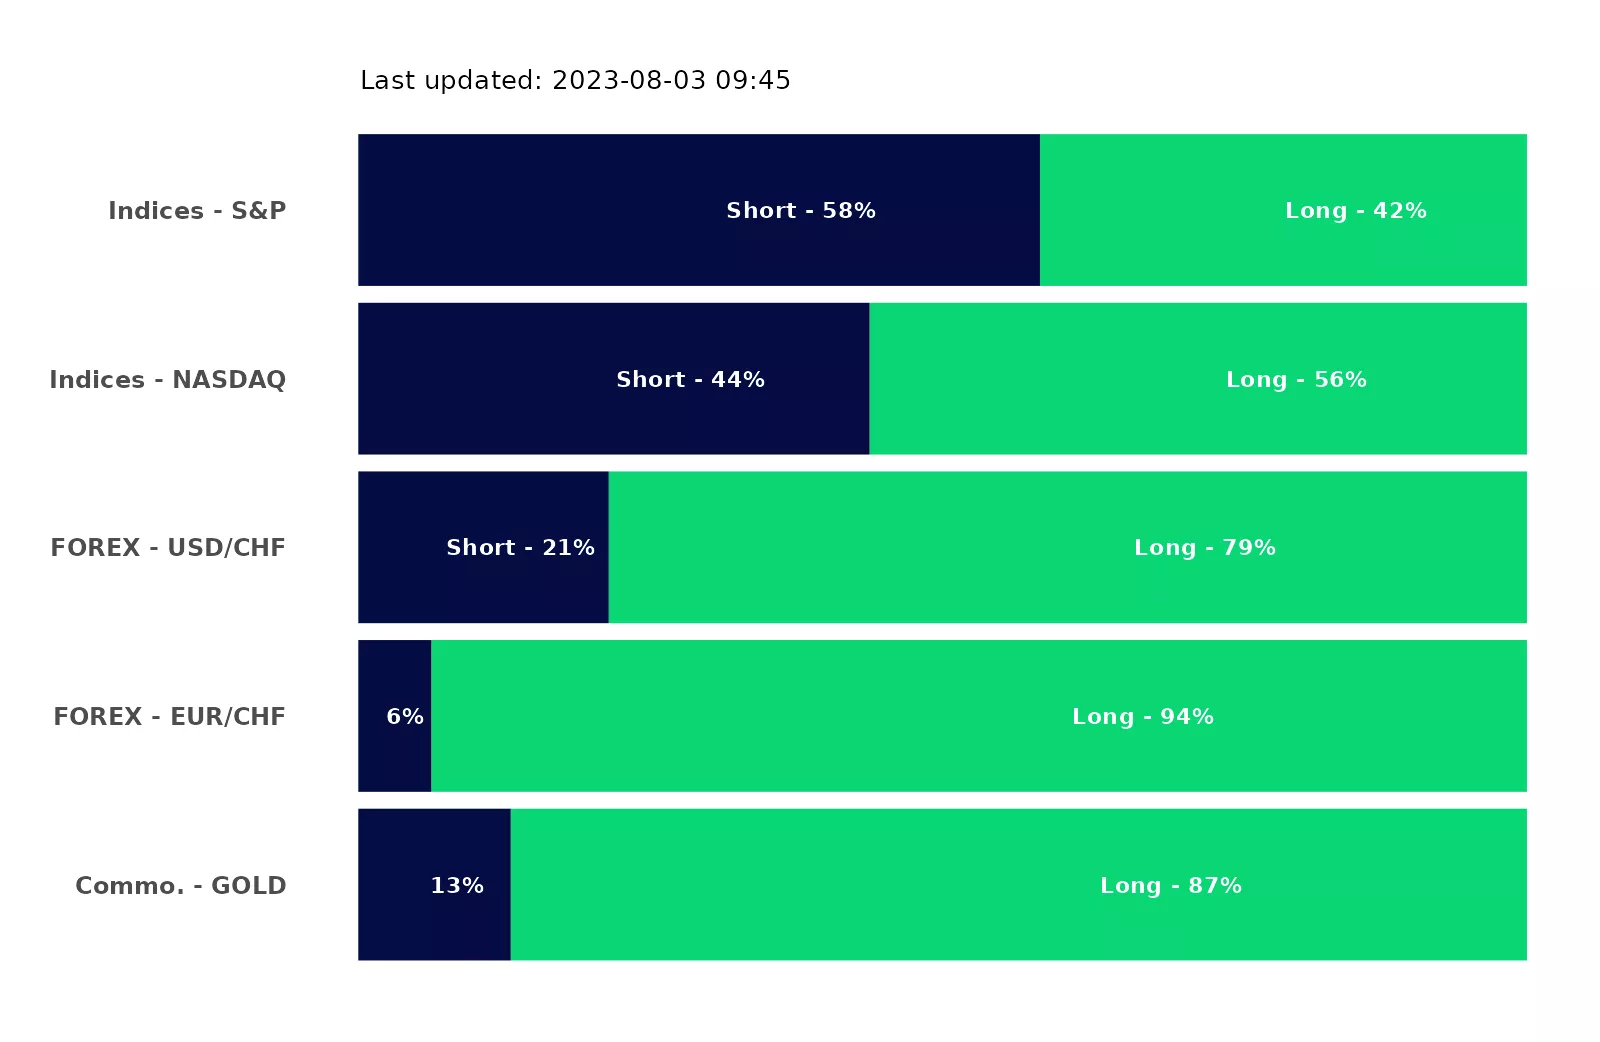 Last updated: 2023-08-03 09:45
Indices - S&P Short - 58% Long - 42%
Indices - NASDAQ Short - 44% Long - 56%
FOREX - USD/CHF Short - 21% Long - 79%
FOREX - EUR/CHF 6% Long - 94%
Commo. - GOLD 13% Long - 87%